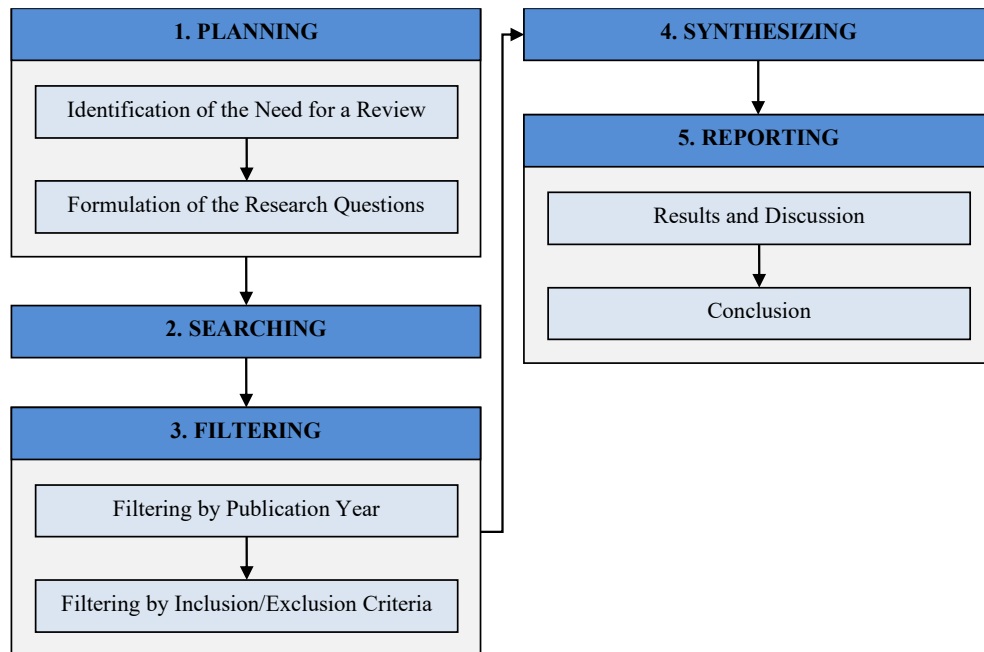 1. PLANNING
Identification of the Need for a Review
Formulation of the Research Questions
2. SEARCHING
3. FILTERING
Filtering by Publication Year
Filtering by Inclusion/Exclusion Criteria
4. SYNTHESIZING
5. REPORTING
Results and Discussion
Conclusion